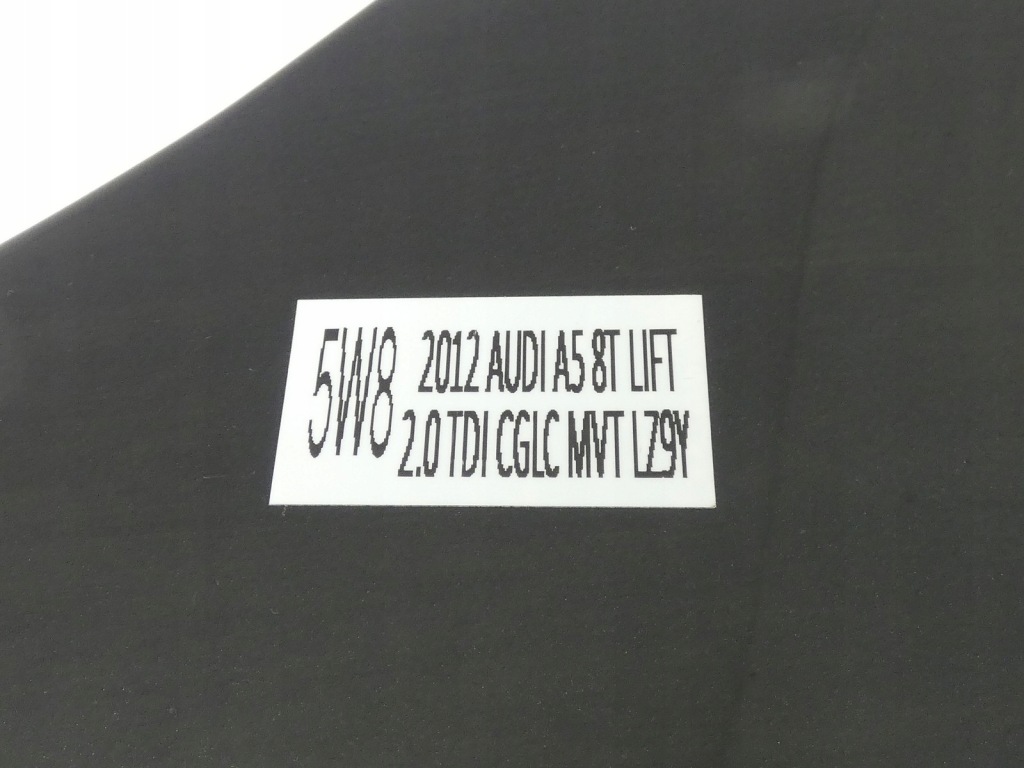 5W8
2012 AUDI A5 8T LIFT
2.0 TDI CGLC MVT LZ9Y